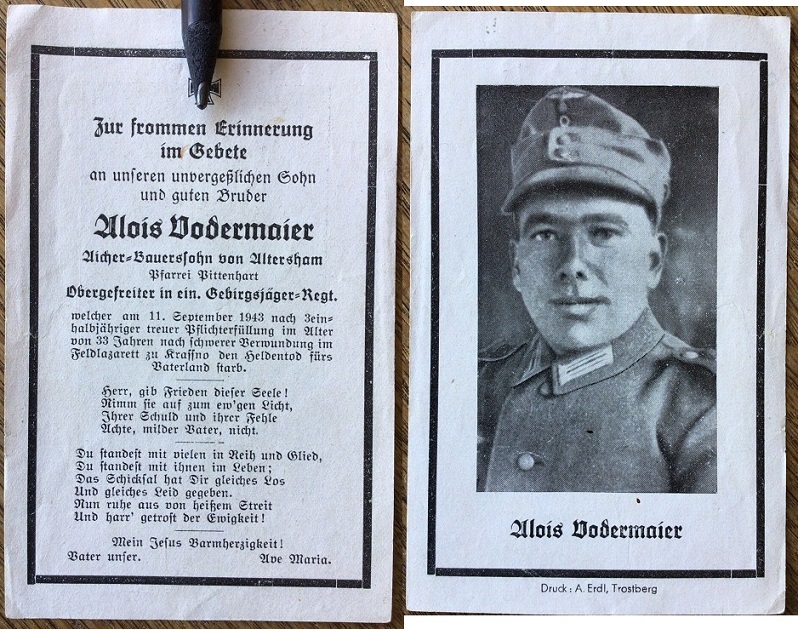 Zur frommen Erinnerung
im Gebete
an unseren unvergeßlichen Sohn
und guten Bruder
Alois Vodermaier
Aicher=Bauerssohn von Altersham
Pfarrei Pittenhart
Obergefreiter in ein. Gebirgsjäger=Regt.
welcher am 11. September 1943 nach 3ein-
halbjähriger treuer Pflichterfüllung im Alter
von 33 Jahren nach schwerer Verwundung im
Feldlazarett zu Krassno den Heldentod fürs
Vaterland starb.
Herr, gib Frieden dieser Seele!
Nimm sie auf zum ew'gen Licht,
Ihrer Schuld und ihrer Fehle
Achte, milder Vater, nicht.
Du standest mit vielen in Reih und Glied,
Du standest mit ihnen im Leben;
Das Schicksal hat Dir gleiches Los
Und gleiches Leid gegeben.
Nun ruhe aus von heißem Streit
Und harr' getrost der Ewigkeit!
Mein Jesus Barmherzigkeit!
Vater unser. Ave Maria.
Alois Vodermaier
Druck: A. Erdl, Trostberg